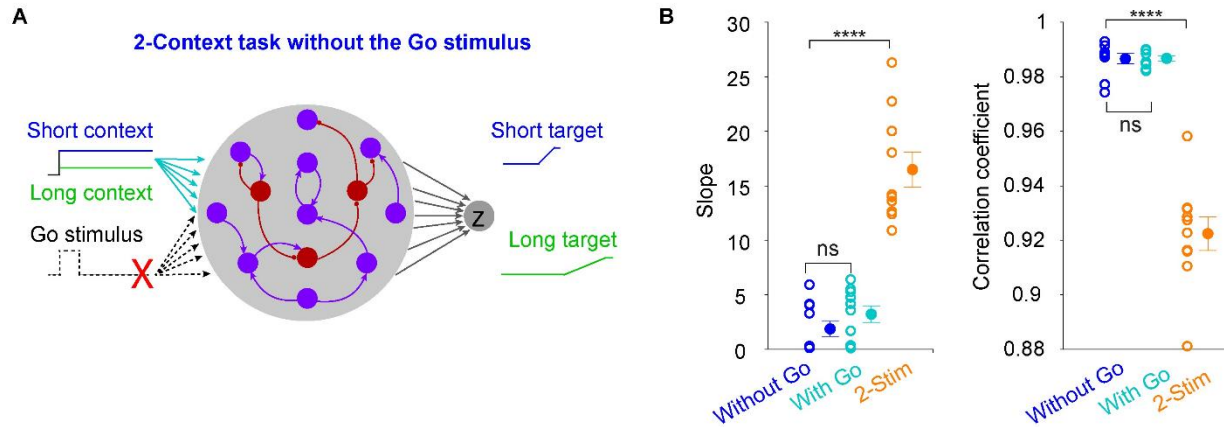 A
2-Context task without the Go stimulus
Short context
Long context
Go stimulus
X
Z
Short target
Long target
B
Slope
30
25
20
15
10
5
0
****
ns
Without Go
With Go
2-Stim
Correlation coefficient
1
0.98
0.96
0.94
0.92
0.9
0.88
****
ns
Without Go
With Go
2-Stim